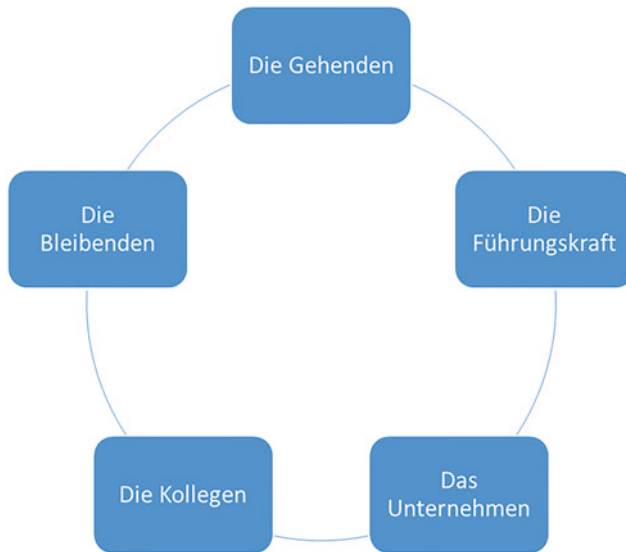 Die Gehenden
Die
Führungskraft
Das
Unternehmen
Die Kollegen
Die
Bleibenden